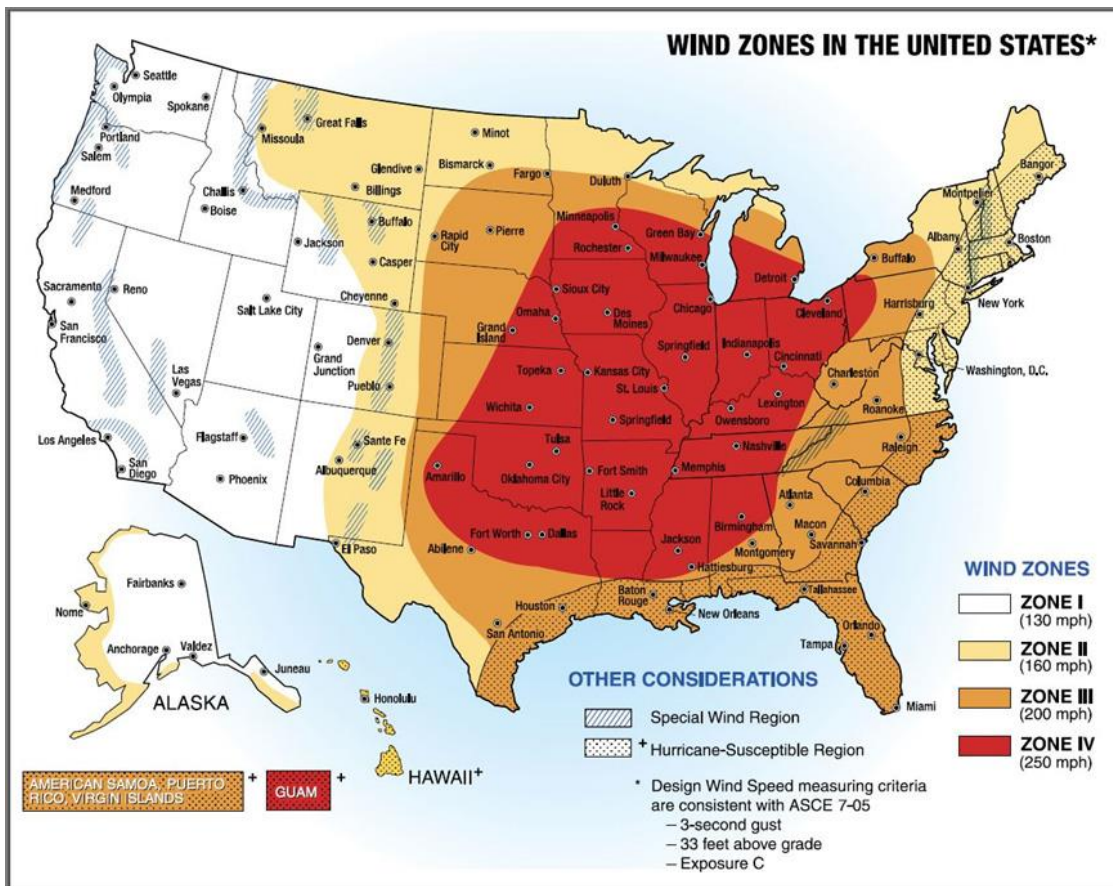 WIND ZONES IN THE UNITED STATES*
Seattle
Olympia
Spokane
Portland
Salem
Medford
Missoula
Great Falls
Challis
Boise
Glendive
Billings
Minot
Bismarck
Fargo
Duluth
Jackson
Buffalo
Casper
Cheyenne
Rapid City
Pierre
Minneapolis
Rochester
Green Bay
Milwaukee
Detroit
Buffalo
Albany
Montpelier
Bangor
Boston
New York
Harrisburg
Washington, D.C.
Sacramento
San Francisco
Reno
Salt Lake City
Las Vegas
Los Angeles
San Diego
Flagstaff
Phoenix
Grand Junction
Denver
Pueblo
Sante Fe
Albuquerque
El Paso
Sioux City
Omaha
Des Moines
Grand Island
Topeka
Kansas City
Wichita
Chicago
Springfield
Indianapolis
Cincinnati
Cleveland
St. Louis
Springfield
Owensboro
Lexington
Charleston
Roanoke
Raleigh
Tulsa
Oklahoma City
Amarillo
Fort Smith
Little Rock
Memphis
Nashville
Fort Worth
Dallas
Abilene
Jackson
Hattiesburg
Birmingham
Montgomery
Atlanta
Macon
Columbia
Savannah
Tallahassee
Houston
San Antonio
Baton Rouge
New Orleans
Orlando
Tampa
Miami
Fairbanks
Nome
Anchorage
Valdez
Juneau
ALASKA
Honolulu
HAWAII+
AMERICAN SAMOA, PUERTO
RICO, VIRGIN ISLANDS
+
GUAM
+
OTHER CONSIDERATIONS
Special Wind Region
+ Hurricane-Susceptible Region
* Design Wind Speed measuring criteria
are consistent with ASCE 7-05
– 3-second gust
– 33 feet above grade
– Exposure C
WIND ZONES
ZONE I
(130 mph)
ZONE II
(160 mph)
ZONE III
(200 mph)
ZONE IV
(250 mph)